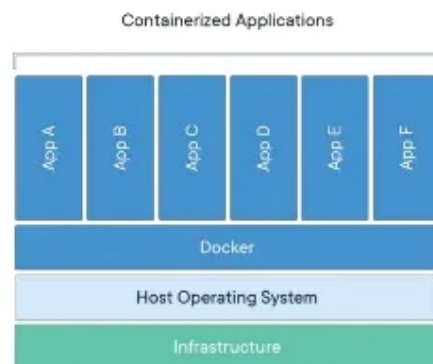 Containerized Applications
App A
App B
App C
App D
App E
App F
Docker
Host Operating System
Infrastructure